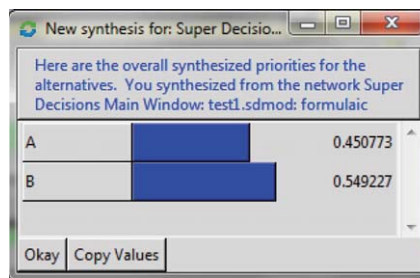 New synthesis for: Super Decisio...
Here are the overall synthesized priorities for the
alternatives. You synthesized from the network Super
Decisions Main Window: test1.sdmod: formulaic
A 0.450773
B 0.549227
Okay Copy Values